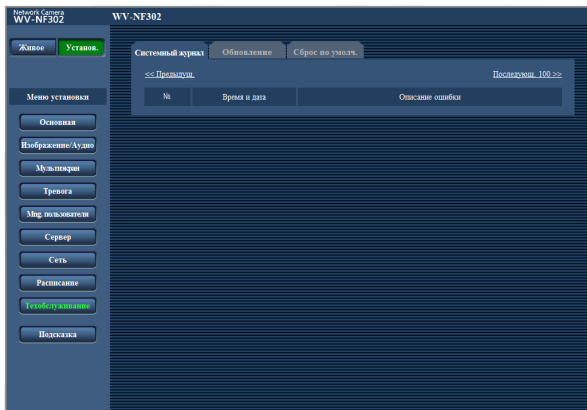 Network Camera
WV-NF302
WV-NF302
Живое Установ.
Системный журнал Обновление Сброс по умолч.
<< Предыдущ. Последующ. 100 >>
№. Время и дата Описание ошибки
Меню установки
Основная
Изображение/Аудио
Мультиэкран
Тревога
Mng. пользователя
Сервер
Сеть
Расписание
Техобслуживание
Подсказка